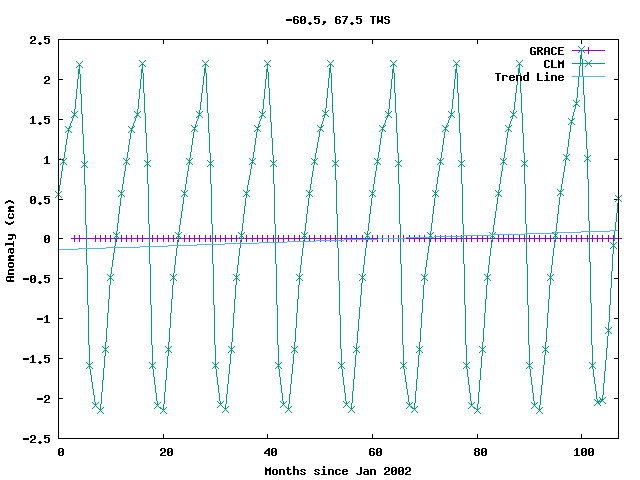 -60.5, 67.5 TWS
2.5
2
1.5
1
0.5
0
-0.5
-1
-1.5
-2
-2.5
Anomaly (cm)
GRACE
CLM
Trend Line
0 20 40 60 80 100
Months since Jan 2002